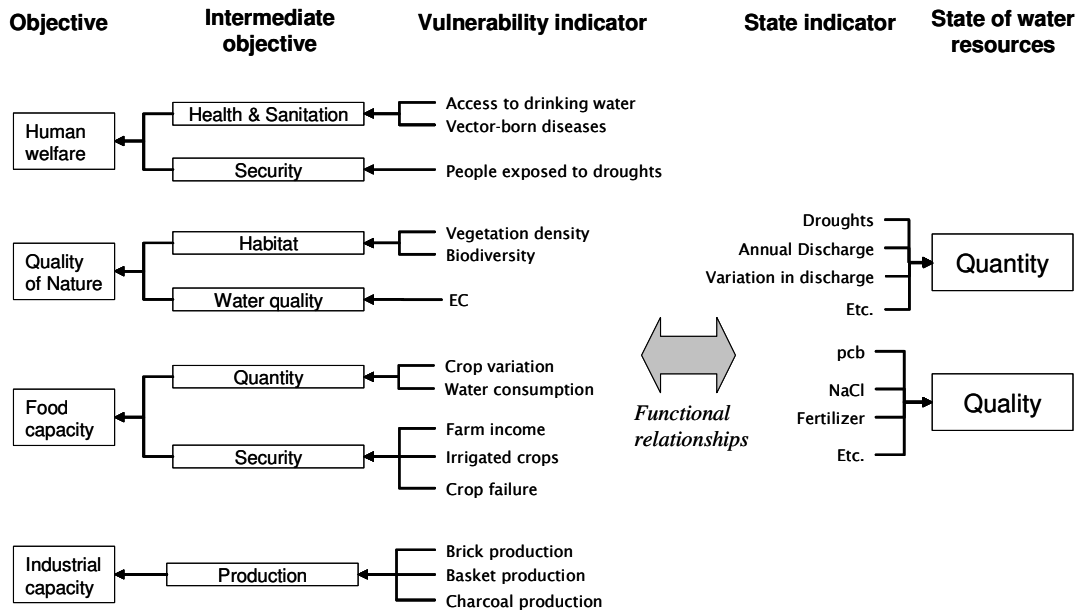 Objective
Intermediate
objective
Vulnerability indicator
State indicator
State of water
resources
Human
welfare
Health & Sanitation
Access to drinking water
Vector-born diseases
Security
People exposed to droughts
Quality
of Nature
Habitat
Vegetation density
Biodiversity
Water quality
EC
Food
capacity
Quantity
Crop variation
Water consumption
Security
Farm income
Irrigated crops
Crop failure
Industrial
capacity
Production
Brick production
Basket production
Charcoal production
Functional
relationships
Droughts
Annual Discharge
Variation in discharge
Etc.
Quantity
pcb
NaCl
Fertilizer
Etc.
Quality